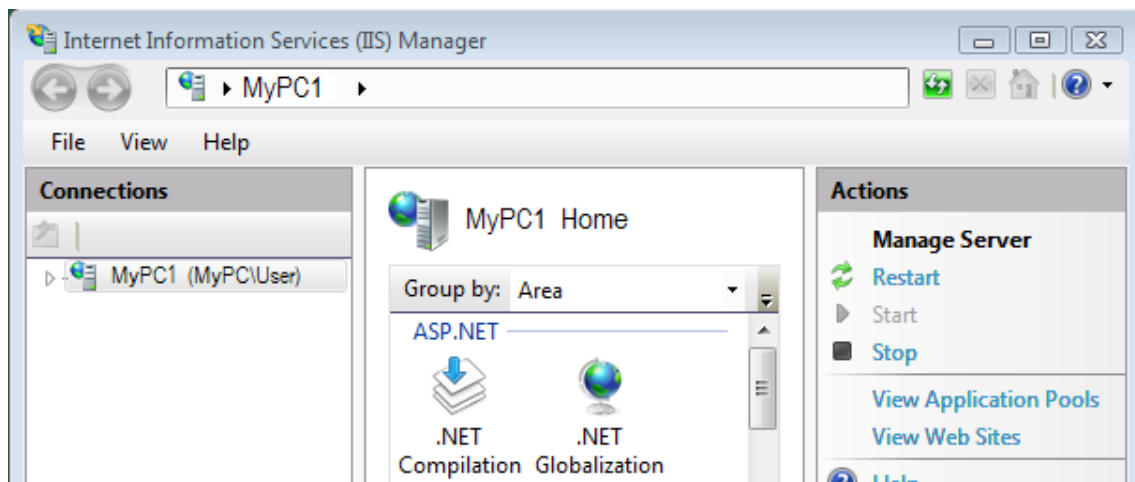 Internet Information Services (IIS) Manager
MyPC1
File View Help
Connections
MyPC1 (MyPC\User)
MyPC1 Home
Group by: Area
ASP.NET
.NET Compilation
.NET Globalization
Actions
Manage Server
Restart
Start
Stop
View Application Pools
View Web Sites
Help